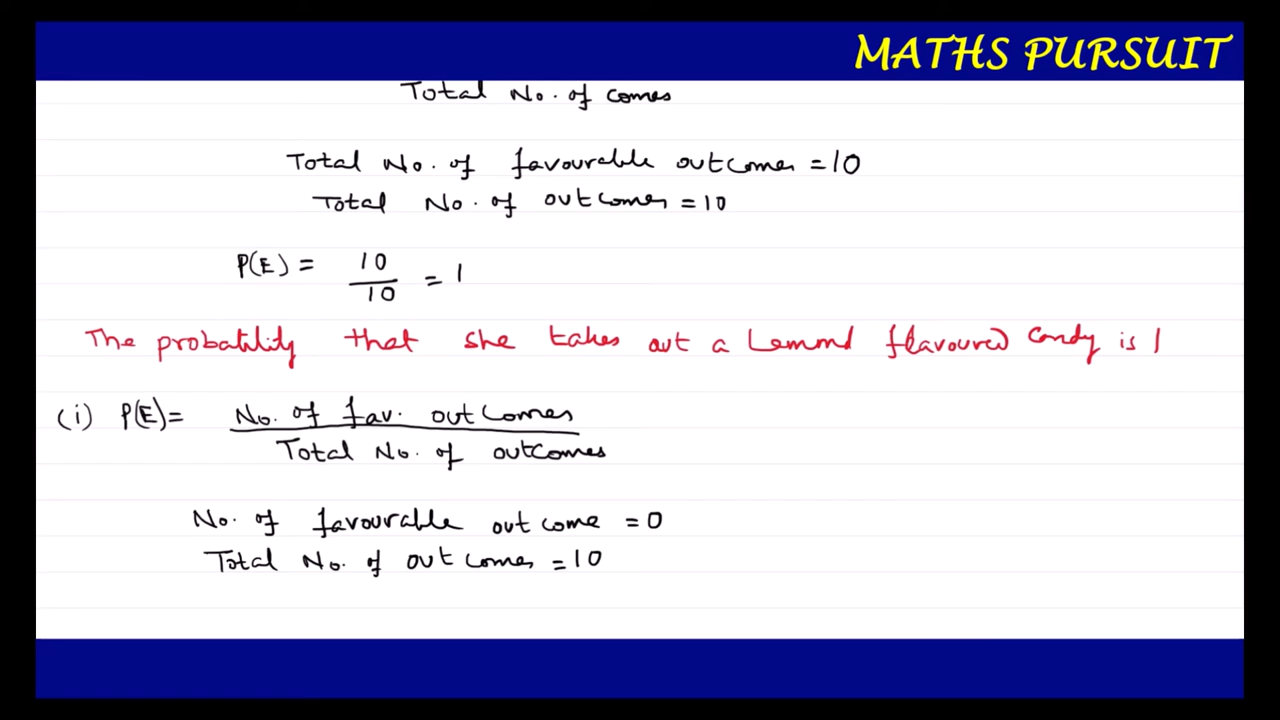 MATHS PURSUIT
Total No. of comes
Total No. of favourable outcomes = 10
Total No. of outcomes = 10
P(E) = 10/10 = 1
The probability that she takes out a Lemond flavoured candy is 1
(i) P(E) = No. of fav. outcomes
Total No. of outcomes
No. of favourable outcome = 0
Total No. of outcomes = 10